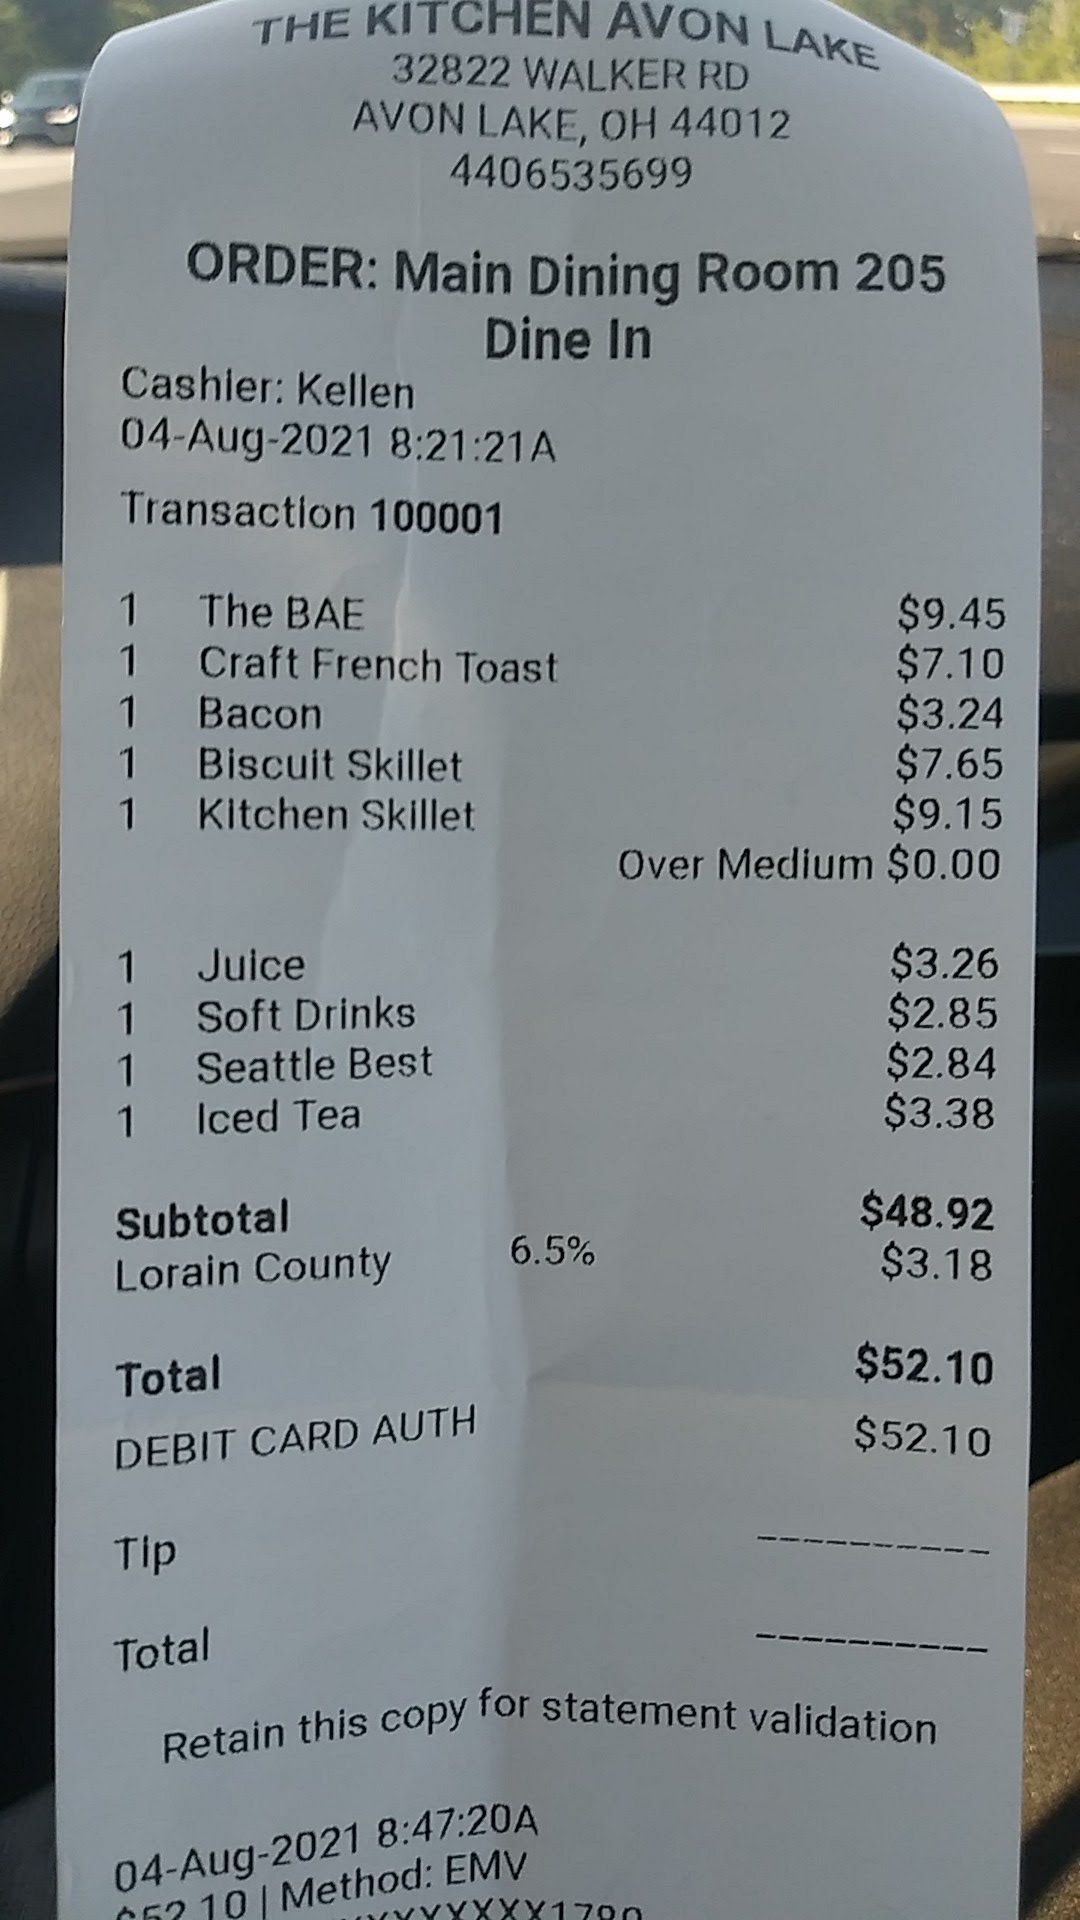 THE KITCHEN AVON LAKE
32822 WALKER RD
AVON LAKE, OH 44012
4406535699
ORDER: Main Dining Room 205
Dine In
Cashier: Kellen
04-Aug-2021 8:21:21A
Transaction 100001
1 The BAE $9.45
1 Craft French Toast $7.10
1 Bacon $3.24
1 Biscuit Skillet $7.65
1 Kitchen Skillet $9.15
Over Medium $0.00
1 Juice $3.26
1 Soft Drinks $2.85
1 Seattle Best $2.84
1 Iced Tea $3.38
Subtotal $48.92
Lorain County 6.5% $3.18
Total $52.10
DEBIT CARD AUTH $52.10
Tip ----------
Total ----------
Retain this copy for statement validation
04-Aug-2021 8:47:20A
$52.10 | Method: EMV